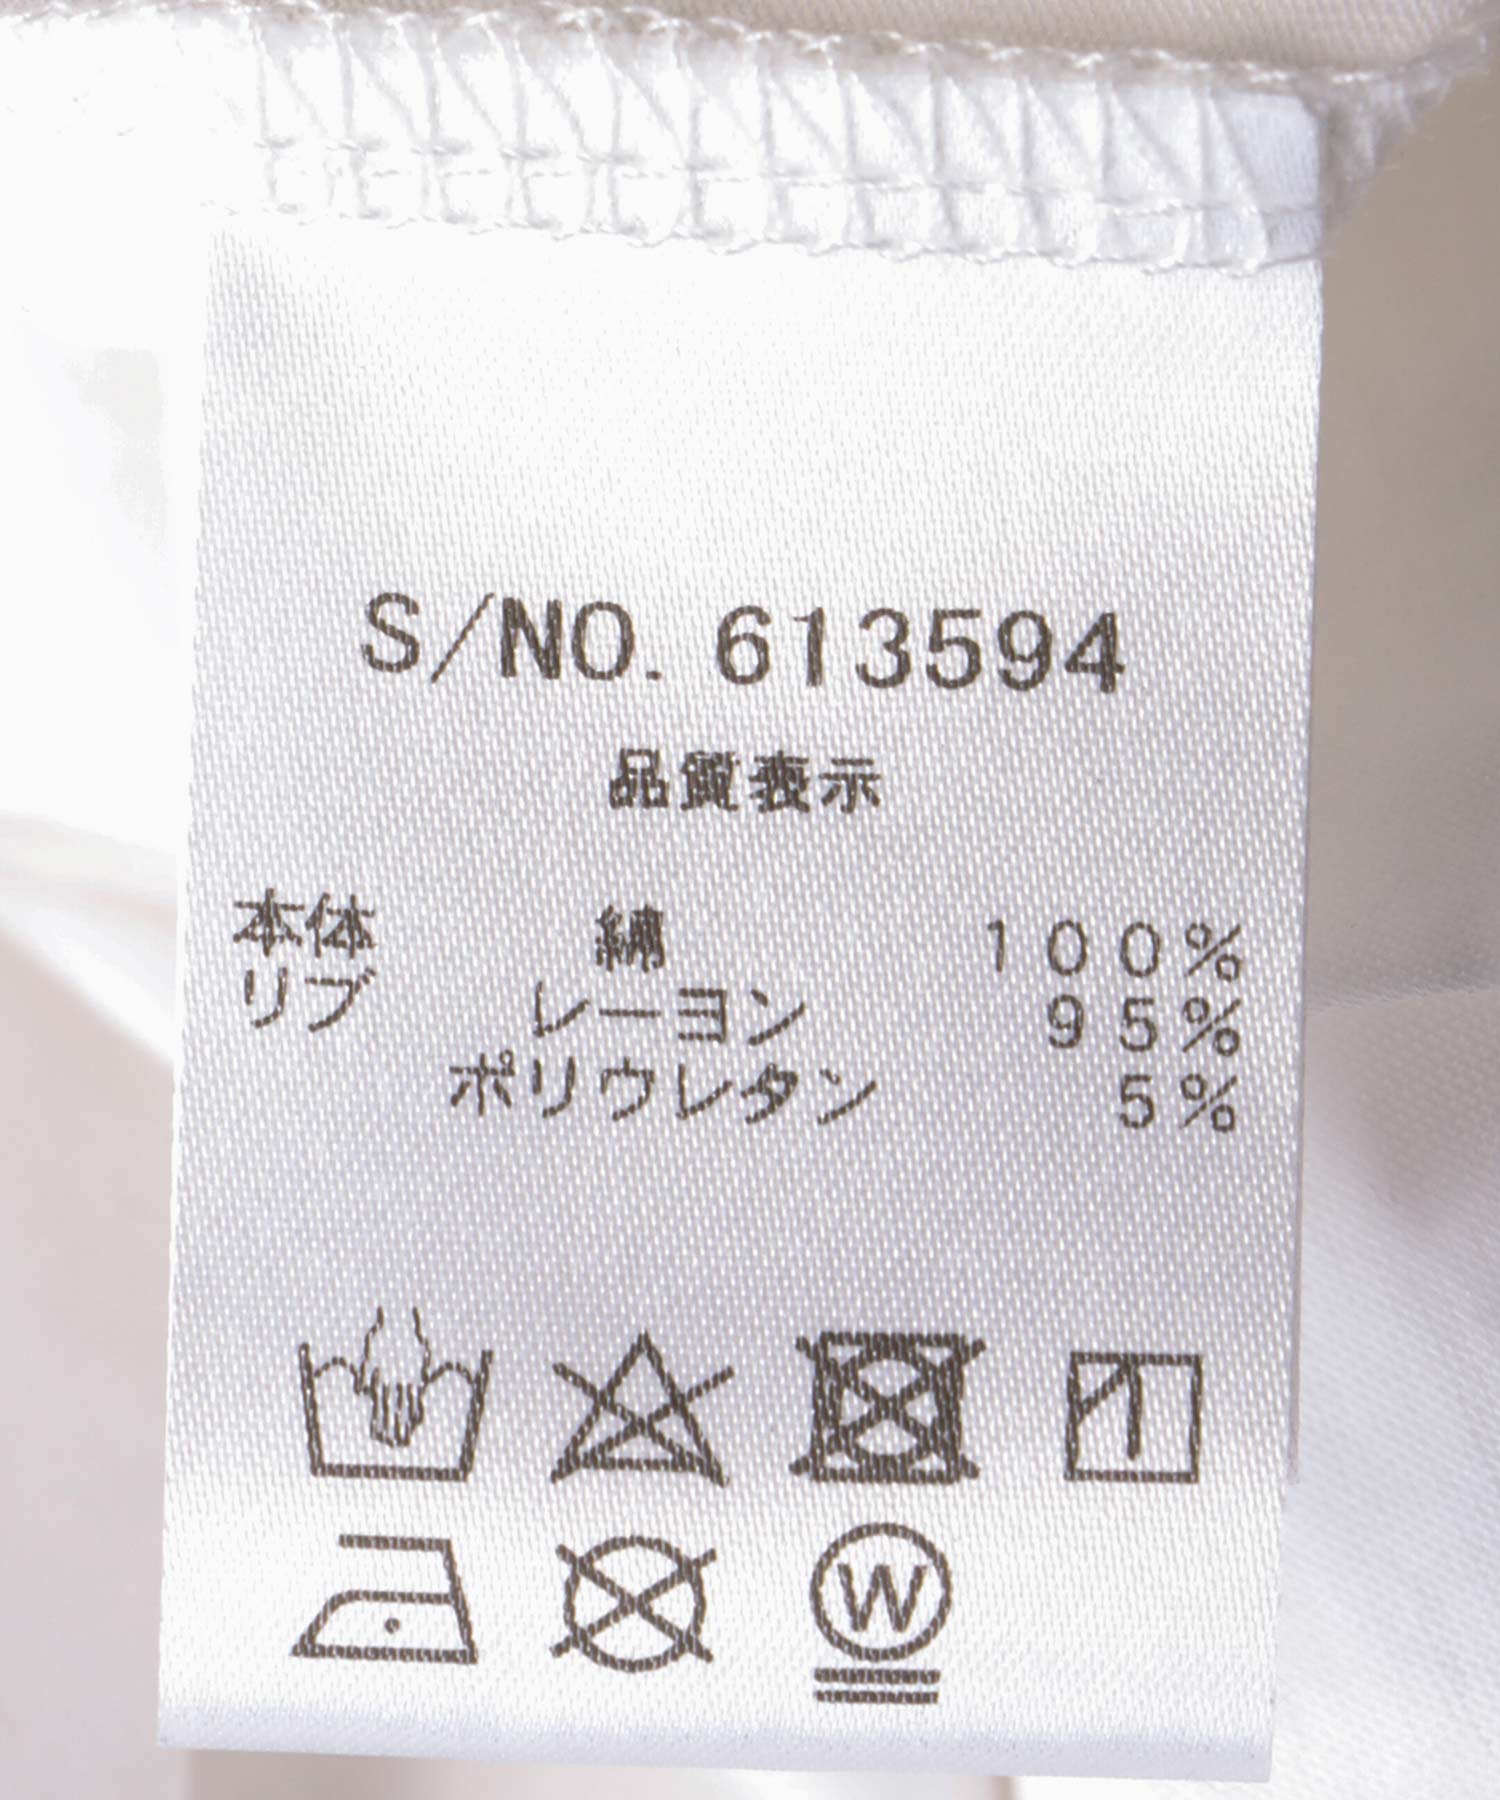 S/NO. 613594
品質表示
本体 綿 100%
リブ レーヨン 95%
ポリウレタン 5%
W